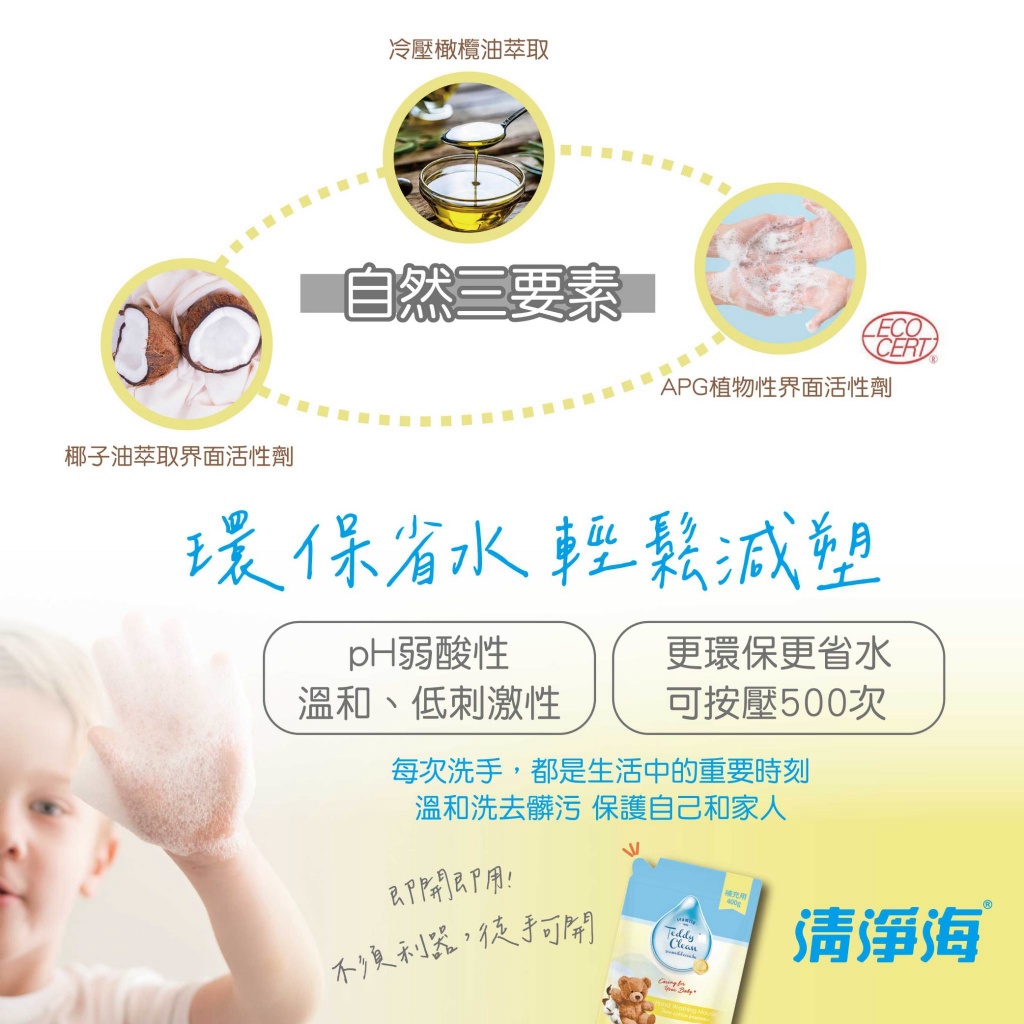 冷壓橄欖油萃取
自然三要素
ECO
CERT
®
APG植物性界面活性劑
椰子油萃取界面活性劑
環保省水 輕鬆減塑
pH弱酸性
溫和、低刺激性
更環保更省水
可按壓500次
每次洗手，都是生活中的重要時刻
溫和洗去髒污 保護自己和家人
即開即用!
不須利器，徒手可開
補充用
400g
Teddy
Clean
Caring for
Your Baby
清淨海®